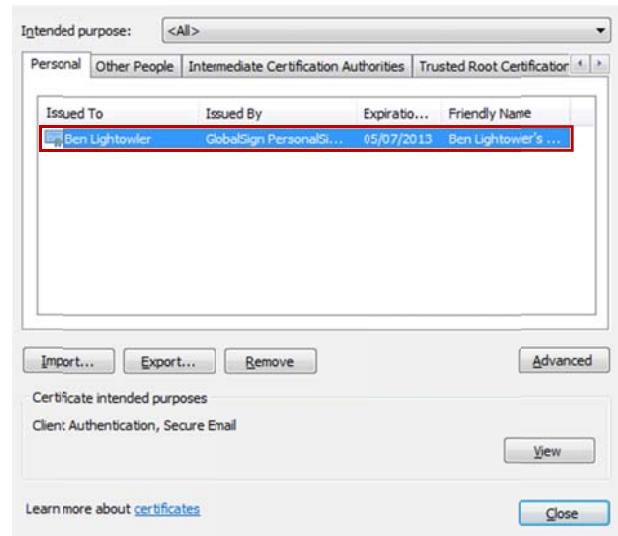 Intended purpose: <All>
Personal Other People Intermediate Certification Authorities Trusted Root Certification
Issued To Issued By Expiratio... Friendly Name
Ben Lightowler GlobalSign PersonalSi... 05/07/2013 Ben Lightower's ...
Import... Export... Remove Advanced
Certificate intended purposes
Client Authentication, Secure Email
View
Learn more about certificates
Close